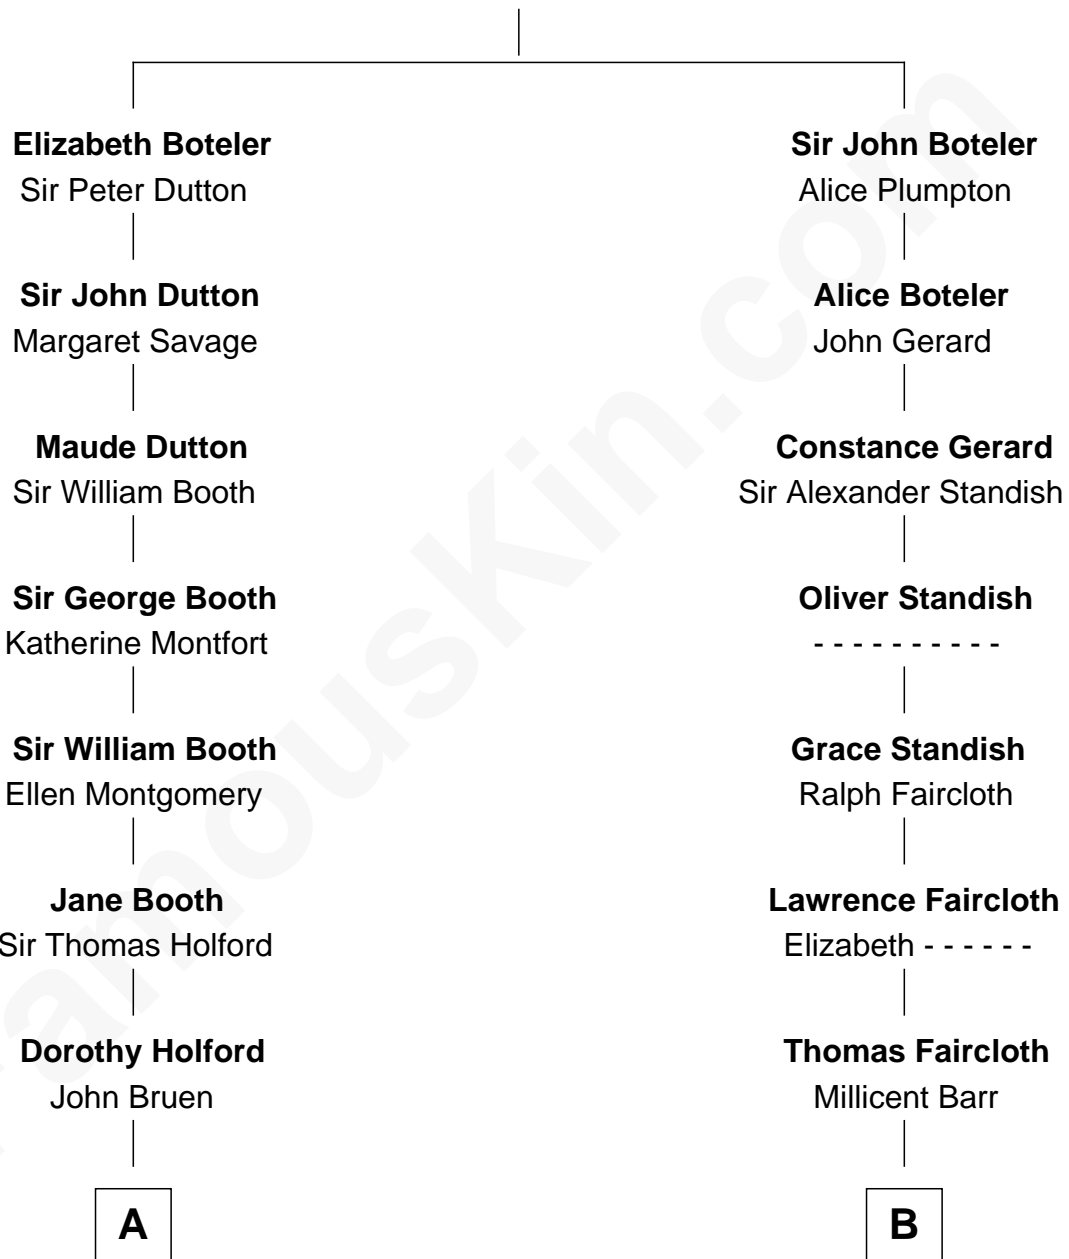 Elizabeth Boteler
Sir Peter Dutton
Sir John Dutton
Margaret Savage
Maude Dutton
Sir William Booth
Sir George Booth
Katherine Montfort
Sir William Booth
Ellen Montgomery
Jane Booth
Sir Thomas Holford
Dorothy Holford
John Bruen
A
Sir John Boteler
Alice Plumpton
Alice Boteler
John Gerard
Constance Gerard
Sir Alexander Standish
Oliver Standish
- - - - - - - - - -
Grace Standish
Ralph Faircloth
Lawrence Faircloth
Elizabeth - - - - - -
Thomas Faircloth
Millicent Barr
B
FamousKin.com